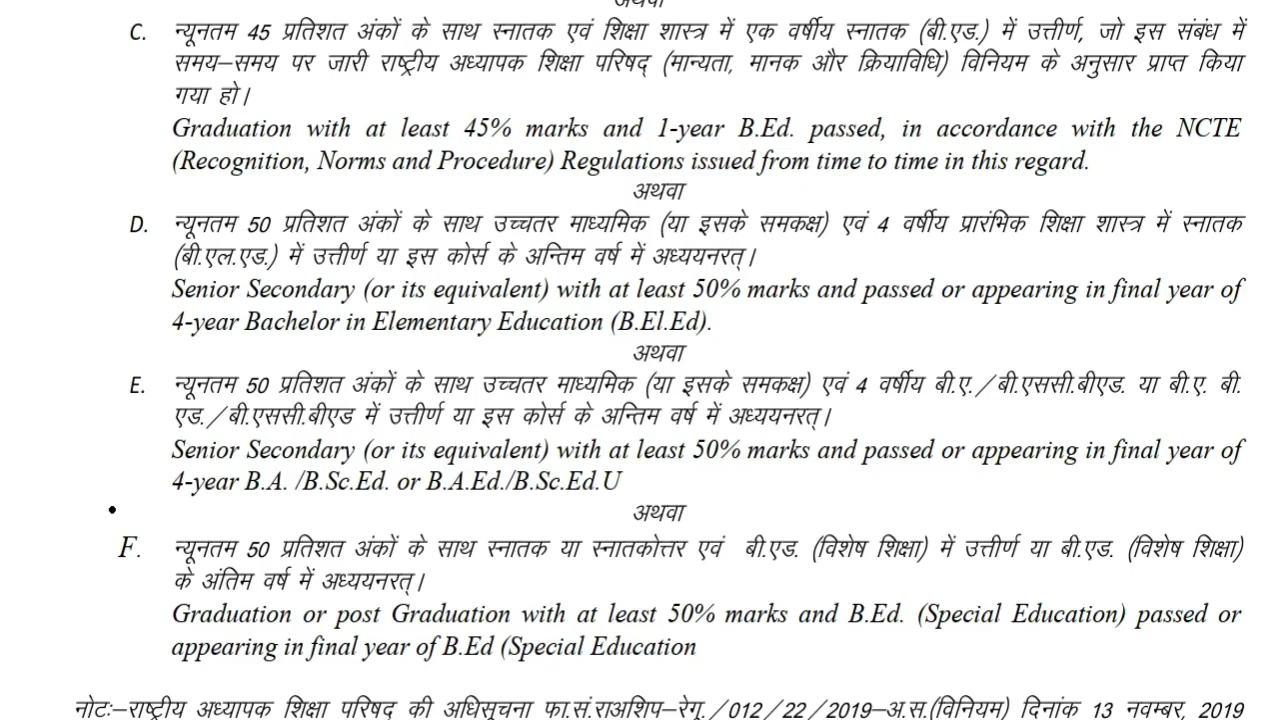 अथवा
C. न्यूनतम 45 प्रतिशत अंकों के साथ स्नातक एवं शिक्षा शास्त्र में एक वर्षीय स्नातक (बी.एड.) में उत्तीर्ण, जो इस संबंध में
समय–समय पर जारी राष्ट्रीय अध्यापक शिक्षा परिषद् (मान्यता, मानक और क्रियाविधि) विनियम के अनुसार प्राप्त किया
गया हो।
Graduation with at least 45% marks and 1-year B.Ed. passed, in accordance with the NCTE
(Recognition, Norms and Procedure) Regulations issued from time to time in this regard.
अथवा
D. न्यूनतम 50 प्रतिशत अंकों के साथ उच्चतर माध्यमिक (या इसके समकक्ष) एवं 4 वर्षीय प्रारंभिक शिक्षा शास्त्र में स्नातक
(बी.एल.एड.) में उत्तीर्ण या इस कोर्स के अन्तिम वर्ष में अध्ययनरत्।
Senior Secondary (or its equivalent) with at least 50% marks and passed or appearing in final year of
4-year Bachelor in Elementary Education (B.El.Ed).
अथवा
E. न्यूनतम 50 प्रतिशत अंकों के साथ उच्चतर माध्यमिक (या इसके समकक्ष) एवं 4 वर्षीय बी.ए./बी.एससी.बीएड. या बी.ए. बी.
एड./बी.एससी.बीएड में उत्तीर्ण या इस कोर्स के अन्तिम वर्ष में अध्ययनरत्।
Senior Secondary (or its equivalent) with at least 50% marks and passed or appearing in final year of
4-year B.A. /B.Sc.Ed. or B.A.Ed./B.Sc.Ed.U
अथवा
F. न्यूनतम 50 प्रतिशत अंकों के साथ स्नातक या स्नातकोत्तर एवं बी.एड. (विशेष शिक्षा) में उत्तीर्ण या बी.एड. (विशेष शिक्षा)
के अंतिम वर्ष में अध्ययनरत्।
Graduation or post Graduation with at least 50% marks and B.Ed. (Special Education) passed or
appearing in final year of B.Ed (Special Education
नोटः–राष्ट्रीय अध्यापक शिक्षा परिषद की अधिसूचना फा.सं.राअशिप–रेगू./012/22/2019–अ.स.(विनियम) दिनांक 13 नवम्बर, 2019